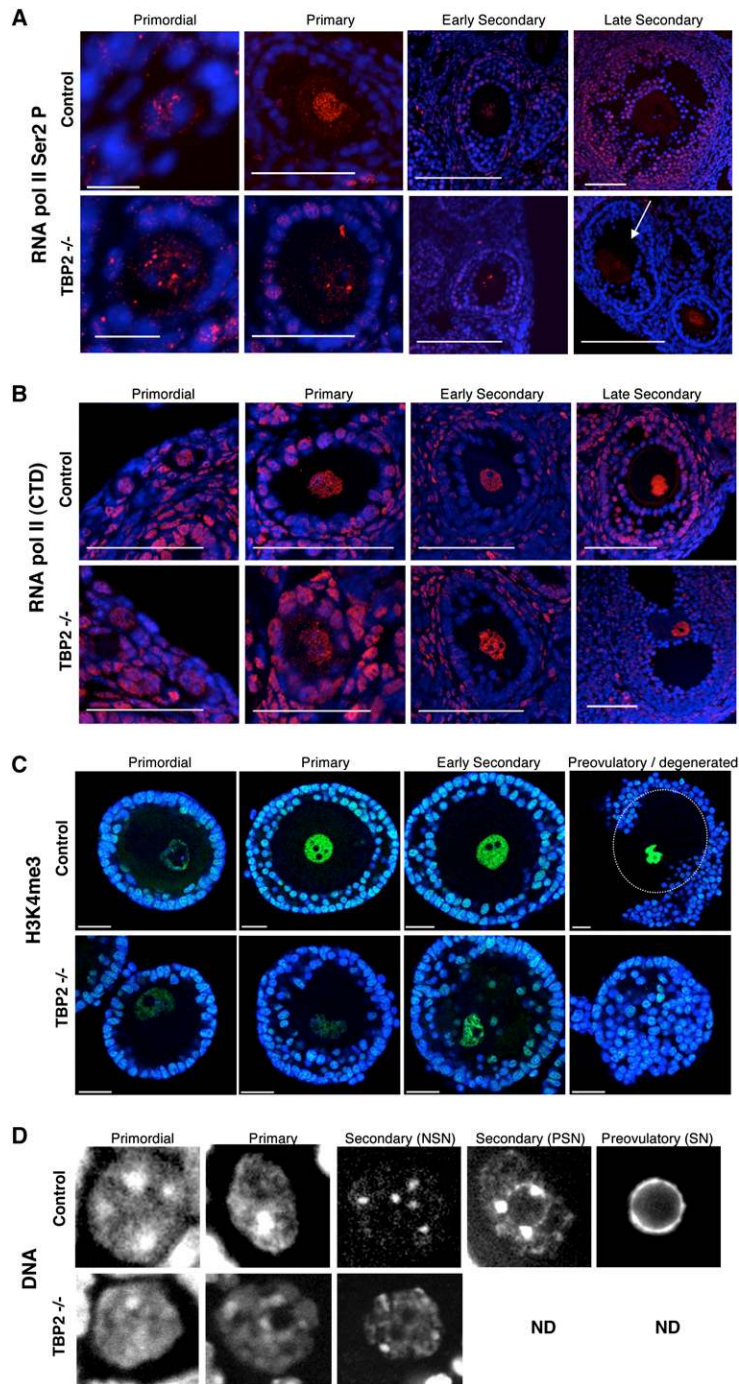 A
Primordial Primary Early Secondary Late Secondary
RNA pol II Ser2 P
Control
TBP2 -/-
B
Primordial Primary Early Secondary Late Secondary
RNA pol II (CTD)
Control
TBP2 -/-
C
Primordial Primary Early Secondary Preovulatory / degenerated
H3K4me3
Control
TBP2 -/-
D
Primordial Primary Secondary (NSN) Secondary (PSN) Preovulatory (SN)
DNA
Control
TBP2 -/-
ND ND